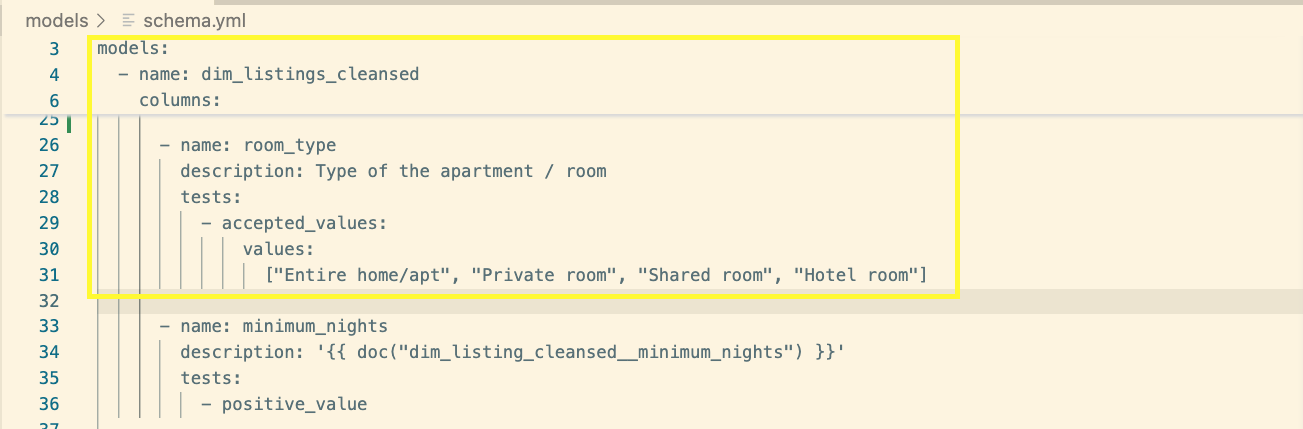 models > schema.yml
3 models:
4 - name: dim_listings_cleansed
6 columns:
25
26 - name: room_type
27 description: Type of the apartment / room
28 tests:
29 - accepted_values:
30 values:
31 ["Entire home/apt", "Private room", "Shared room", "Hotel room"]
32
33 - name: minimum_nights
34 description: '{{ doc("dim_listing_cleansed__minimum_nights") }}'
35 tests:
36 - positive_value
37